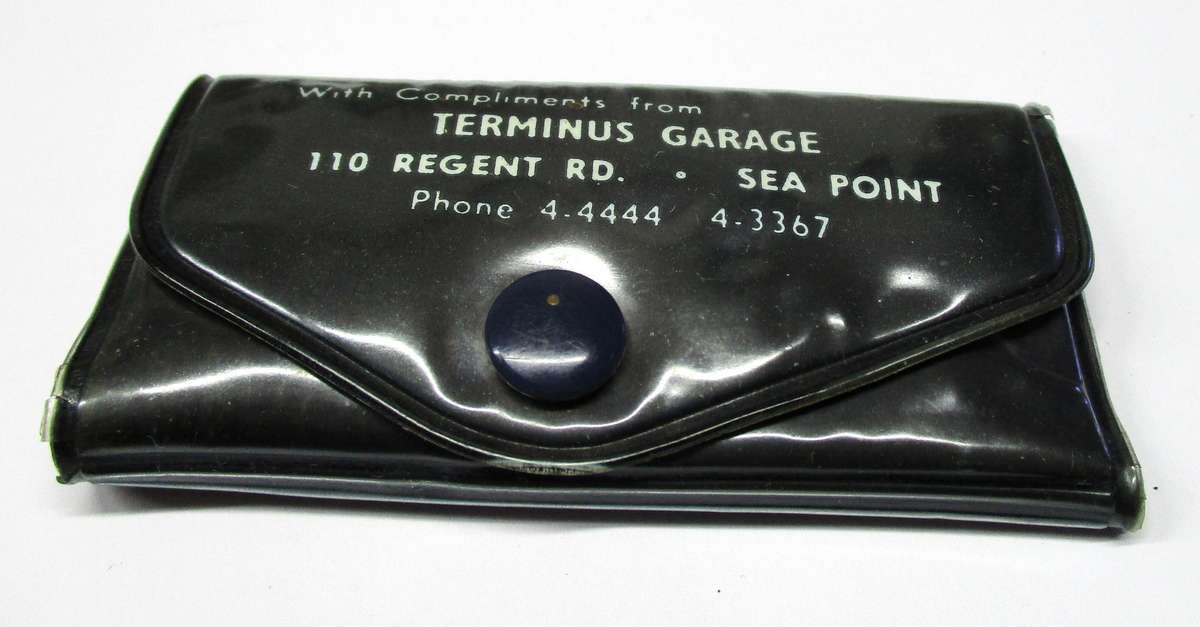 With Compliments from
TERMINUS GARAGE
110 REGENT RD. • SEA POINT
Phone 4-4444 4-3367